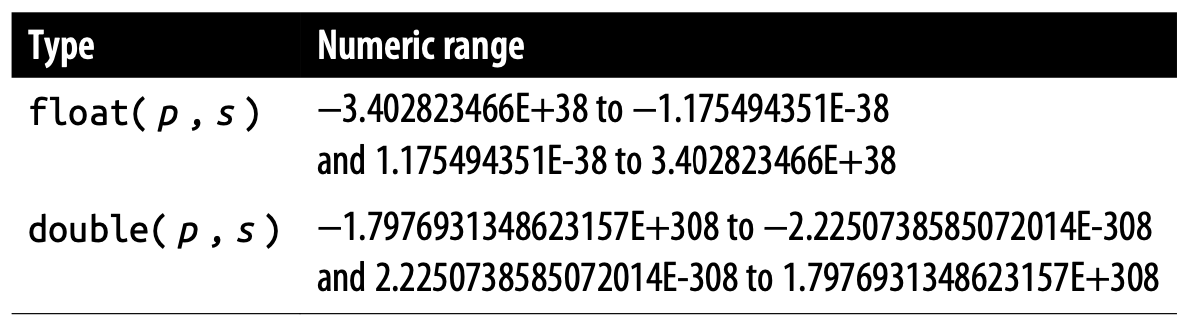 Type Numeric range
float( p , s ) −3.402823466E+38 to −1.175494351E-38
and 1.175494351E-38 to 3.402823466E+38
double( p , s ) −1.7976931348623157E+308 to −2.2250738585072014E-308
and 2.2250738585072014E-308 to 1.7976931348623157E+308